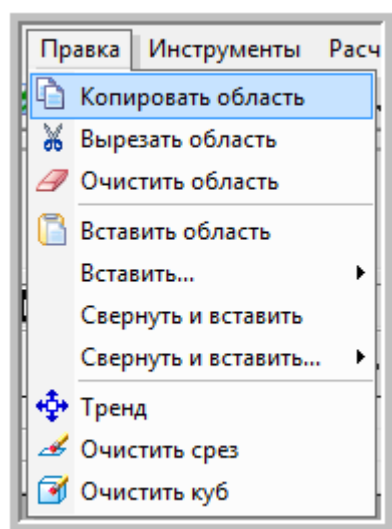 Правка Инструменты Расч
Копировать область
Вырезать область
Очистить область
Вставить область
Вставить...
Свернуть и вставить
Свернуть и вставить...
Тренд
Очистить срез
Очистить куб